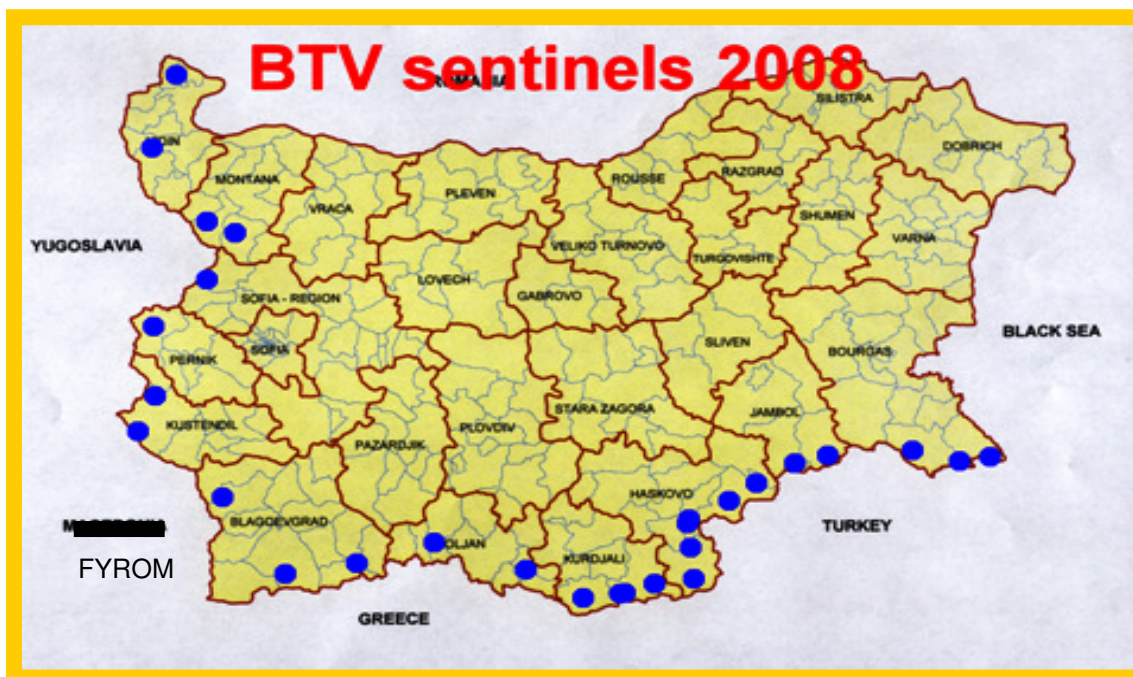 BTV sentinels 2008
SILISTRA
DOBRICH
MONTANA
PLEVEN
ROUSSE
RAZGRAD
VRACA
SHUMEN
VARNA
YUGOSLAVIA
VELIKO TURNOVO
TURGOVISHTE
LOVECH
GABROVO
SOFIA - REGION
BLACK SEA
SOFIA
PERNIK
SLIVEN
BOURGAS
STARA ZAGORA
JAMBOL
KUSTENDIL
PLOVDIV
PAZARDJIK
HASKOVO
BLAGOEVGRAD
TURKEY
KURDJALI
FYROM
GREECE